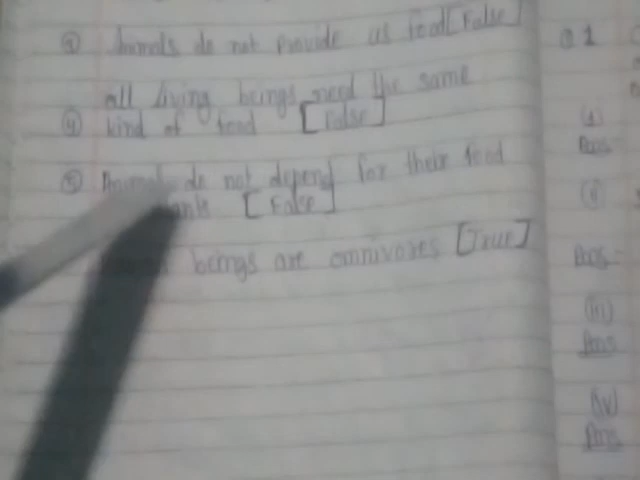 ③ Animals do not provide us food [False]
all living beings need the same
④ kind of food [False]
⑤ Animals do not depend for their food
[False]
beings are omnivores [True]
Q 1
(i)
Ans
(ii)
Ans -
(iii)
Ans
(iv)
Ans